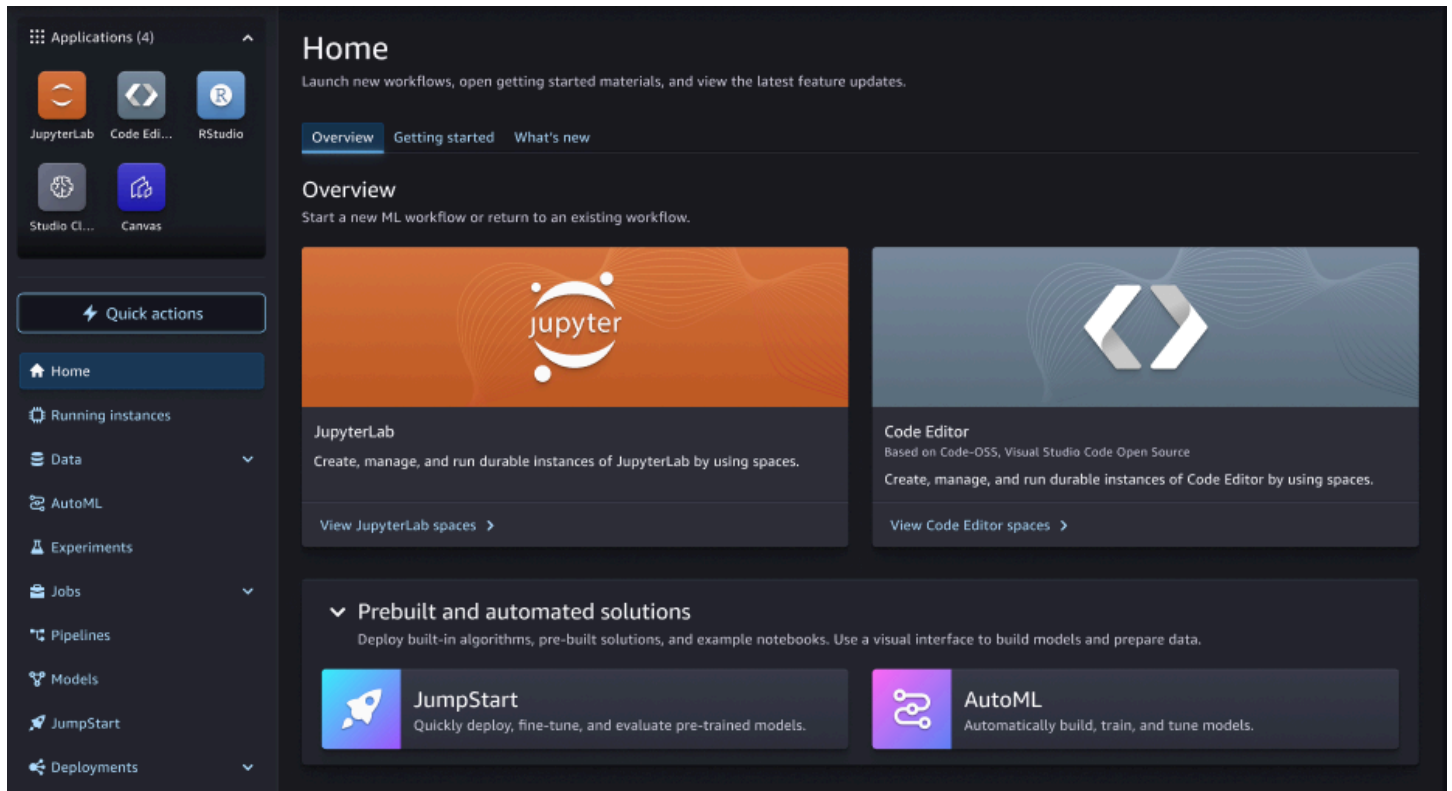 Applications (4)
JupyterLab
Code Edi...
RStudio
Studio Cl...
Canvas
Quick actions
Home
Running instances
Data
AutoML
Experiments
Jobs
Pipelines
Models
JumpStart
Deployments
Home
Launch new workflows, open getting started materials, and view the latest feature updates.
Overview
Getting started
What's new
Overview
Start a new ML workflow or return to an existing workflow.
jupyter
JupyterLab
Create, manage, and run durable instances of JupyterLab by using spaces.
View JupyterLab spaces
Code Editor
Based on Code-OSS, Visual Studio Code Open Source
Create, manage, and run durable instances of Code Editor by using spaces.
View Code Editor spaces
Prebuilt and automated solutions
Deploy built-in algorithms, pre-built solutions, and example notebooks. Use a visual interface to build models and prepare data.
JumpStart
Quickly deploy, fine-tune, and evaluate pre-trained models.
AutoML
Automatically build, train, and tune models.